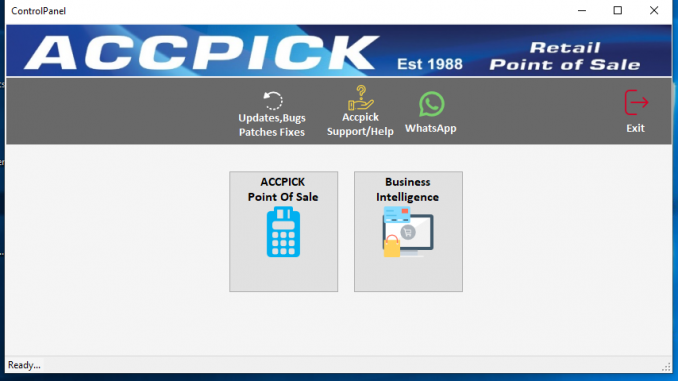 ControlPanel
ACCPICK
Est 1988
Retail
Point of Sale
Updates,Bugs
Patches Fixes
Accpick
Support/Help
WhatsApp
Exit
ACCPICK
Point Of Sale
Business
Intelligence
Ready...